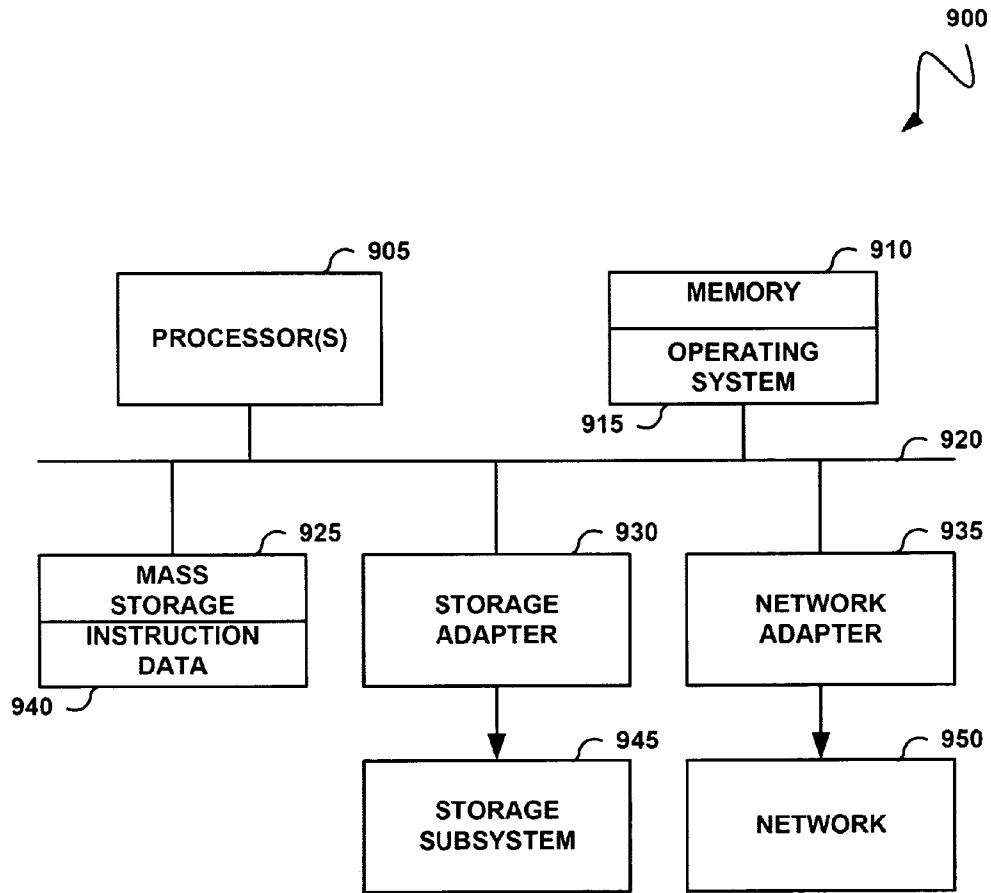 900
905
PROCESSOR(S)
910
MEMORY
OPERATING
SYSTEM
915
920
925
MASS
STORAGE
INSTRUCTION
DATA
940
930
STORAGE
ADAPTER
935
NETWORK
ADAPTER
945
STORAGE
SUBSYSTEM
950
NETWORK